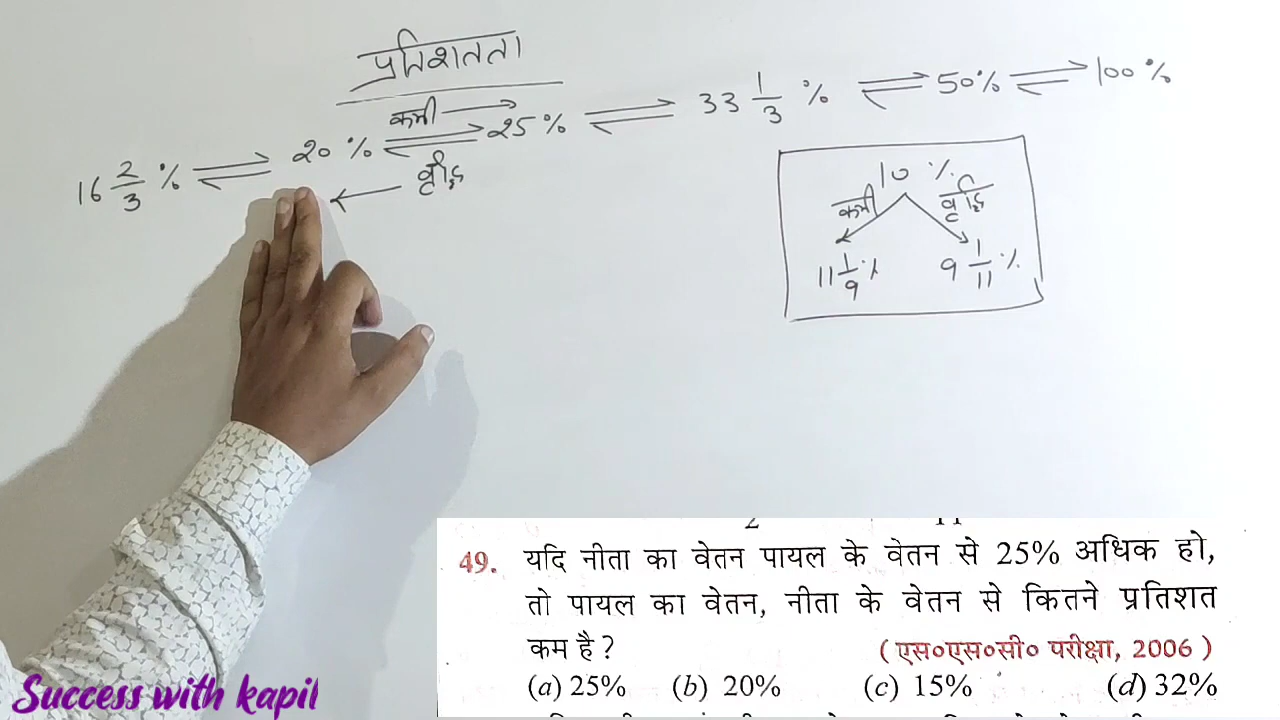 प्रतिशतता
16 2/3 % ⇌ 20 % ⇌ 25 % ⇌ 33 1/3 % ⇌ 50% ⇌ 100 %
कमी →
← वृद्धि
10 %
कमी वृद्धि
11 1/9 % 9 1/11 %
49. यदि नीता का वेतन पायल के वेतन से 25% अधिक हो,
तो पायल का वेतन, नीता के वेतन से कितने प्रतिशत
कम है ? ( एस०एस०सी० परीक्षा, 2006 )
(a) 25% (b) 20% (c) 15% (d) 32%
Success with kapil